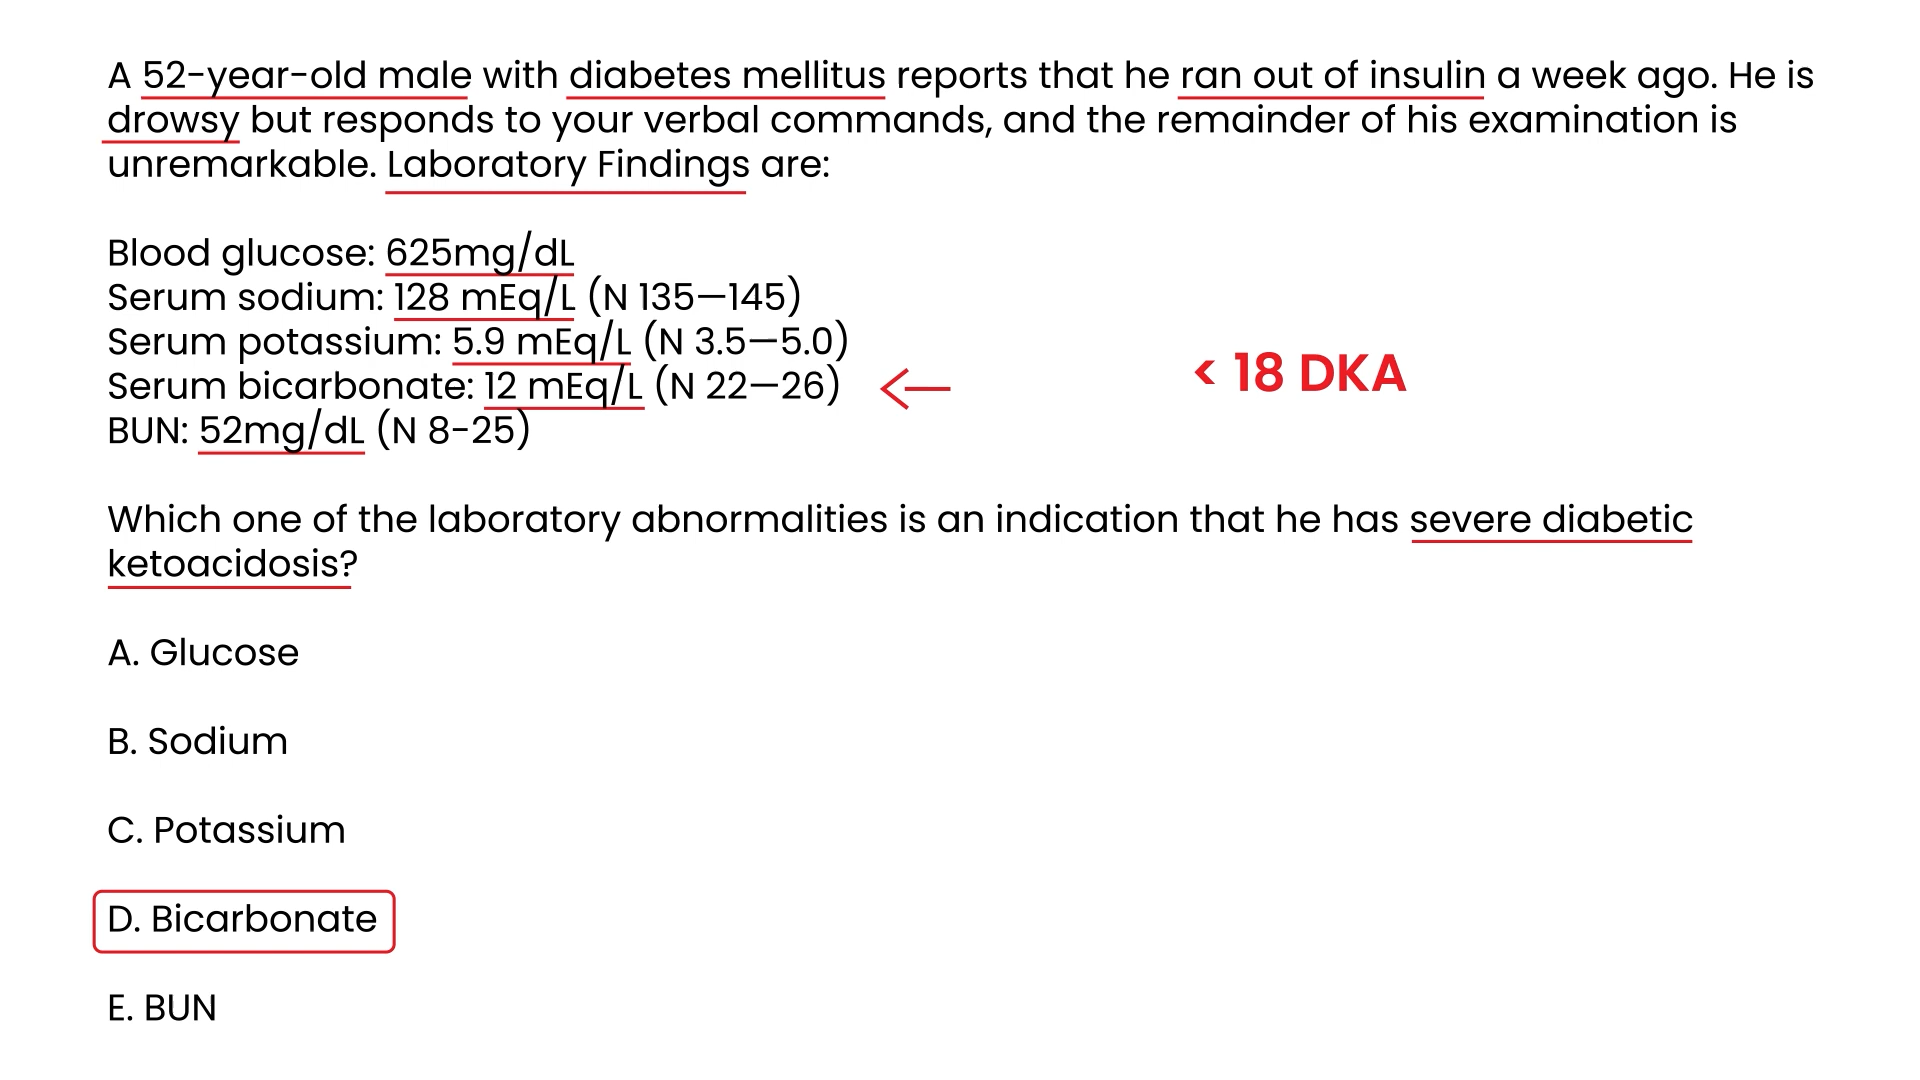 A 52-year-old male with diabetes mellitus reports that he ran out of insulin a week ago. He is
drowsy but responds to your verbal commands, and the remainder of his examination is
unremarkable. Laboratory Findings are:
Blood glucose: 625mg/dL
Serum sodium: 128 mEq/L (N 135—145)
Serum potassium: 5.9 mEq/L (N 3.5—5.0)
Serum bicarbonate: 12 mEq/L (N 22—26)
< 18 DKA
BUN: 52mg/dL (N 8-25)
Which one of the laboratory abnormalities is an indication that he has severe diabetic
ketoacidosis?
A. Glucose
B. Sodium
C. Potassium
D. Bicarbonate
E. BUN